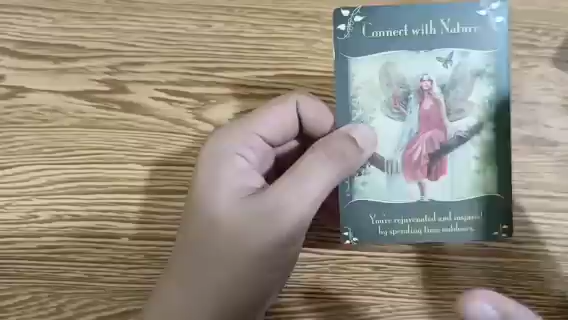 Connect with Nature
You're rejuvenated and inspired
by spending time outdoors.